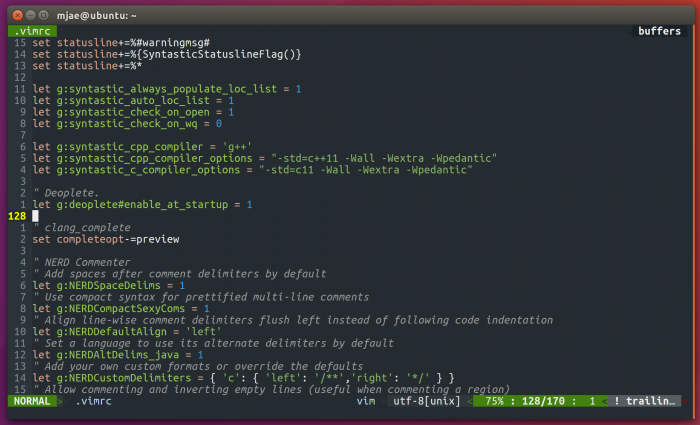 mjae@ubuntu: ~
.vimrc buffers
15 set statusline+=%#warningmsg#
14 set statusline+=%{SyntasticStatuslineFlag()}
13 set statusline+=%*
12
11 let g:syntastic_always_populate_loc_list = 1
10 let g:syntastic_auto_loc_list = 1
9 let g:syntastic_check_on_open = 1
8 let g:syntastic_check_on_wq = 0
7
6 let g:syntastic_cpp_compiler = 'g++'
5 let g:syntastic_cpp_compiler_options = "-std=c++11 -Wall -Wextra -Wpedantic"
4 let g:syntastic_c_compiler_options = "-std=c11 -Wall -Wextra -Wpedantic"
3
2 " Deoplete.
1 let g:deoplete#enable_at_startup = 1
128
1 " clang_complete
2 set completeopt-=preview
3
4 " NERD Commenter
5 " Add spaces after comment delimiters by default
6 let g:NERDSpaceDelims = 1
7 " Use compact syntax for prettified multi-line comments
8 let g:NERDCompactSexyComs = 1
9 " Align line-wise comment delimiters flush left instead of following code indentation
10 let g:NERDDefaultAlign = 'left'
11 " Set a language to use its alternate delimiters by default
12 let g:NERDAltDelims_java = 1
13 " Add your own custom formats or override the defaults
14 let g:NERDCustomDelimiters = { 'c': { 'left': '/**','right': '*/' } }
15 " Allow commenting and inverting empty lines (useful when commenting a region)
NORMAL > .vimrc vim < utf-8[unix] < 75% : 128/170 : 1 < ! trailin…